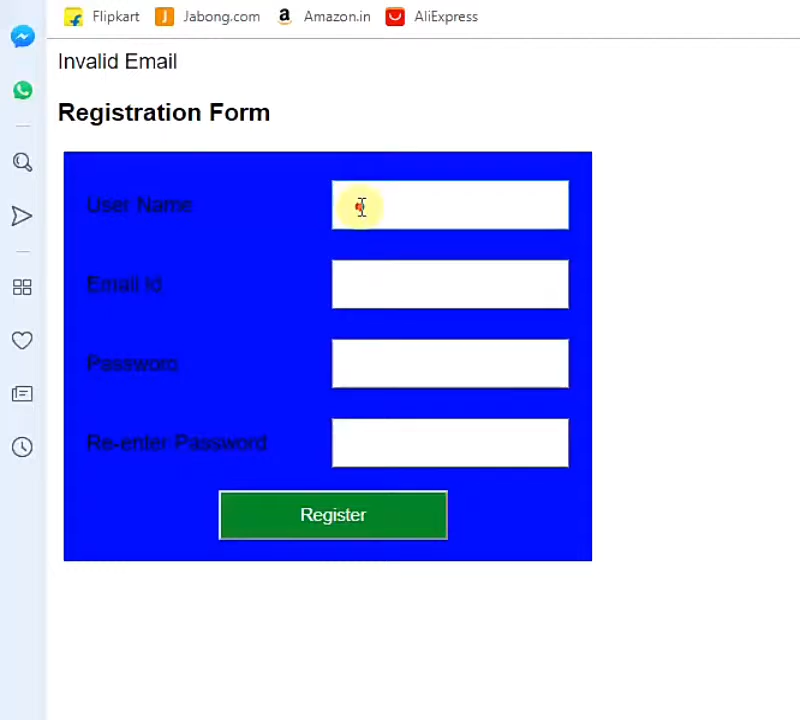 Flipkart Jabong.com Amazon.in AliExpress
Invalid Email
Registration Form
User Name
Email Id
Password
Re-enter Password
Register